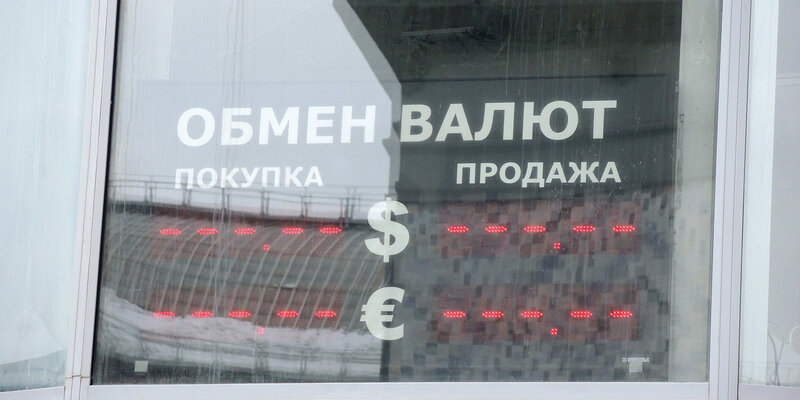 ОБМЕН ВАЛЮТ
ПОКУПКА ПРОДАЖА
---.-- $ ---.--
---.-- € ---.--